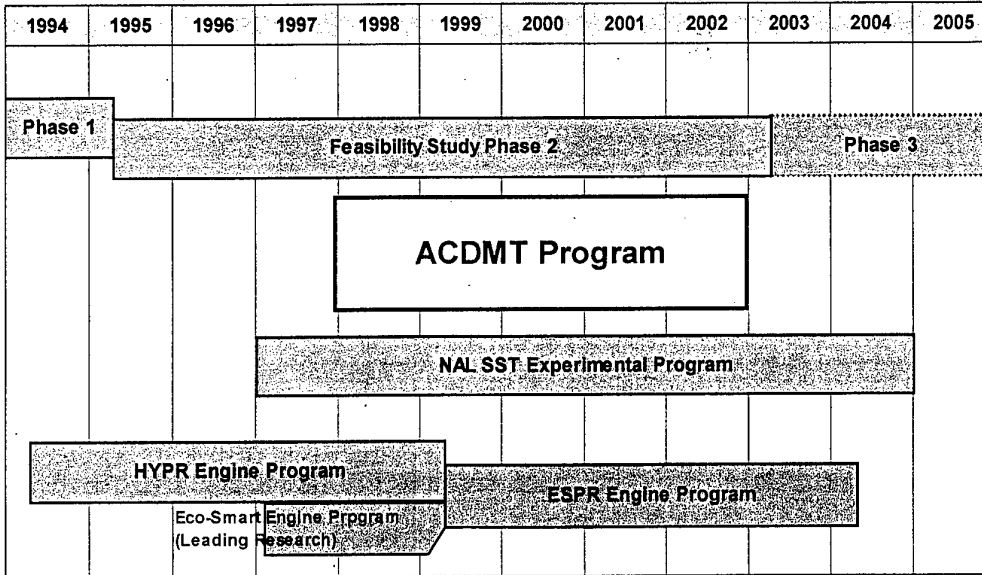 1994 1995 1996 1997 1998 1999 2000 2001 2002 2003 2004 2005
Phase 1
Feasibility Study Phase 2
Phase 3
ACDMT Program
NAL SST Experimental Program
HYPR Engine Program
ESPR Engine Program
Eco-Smart Engine Program
(Leading Research)